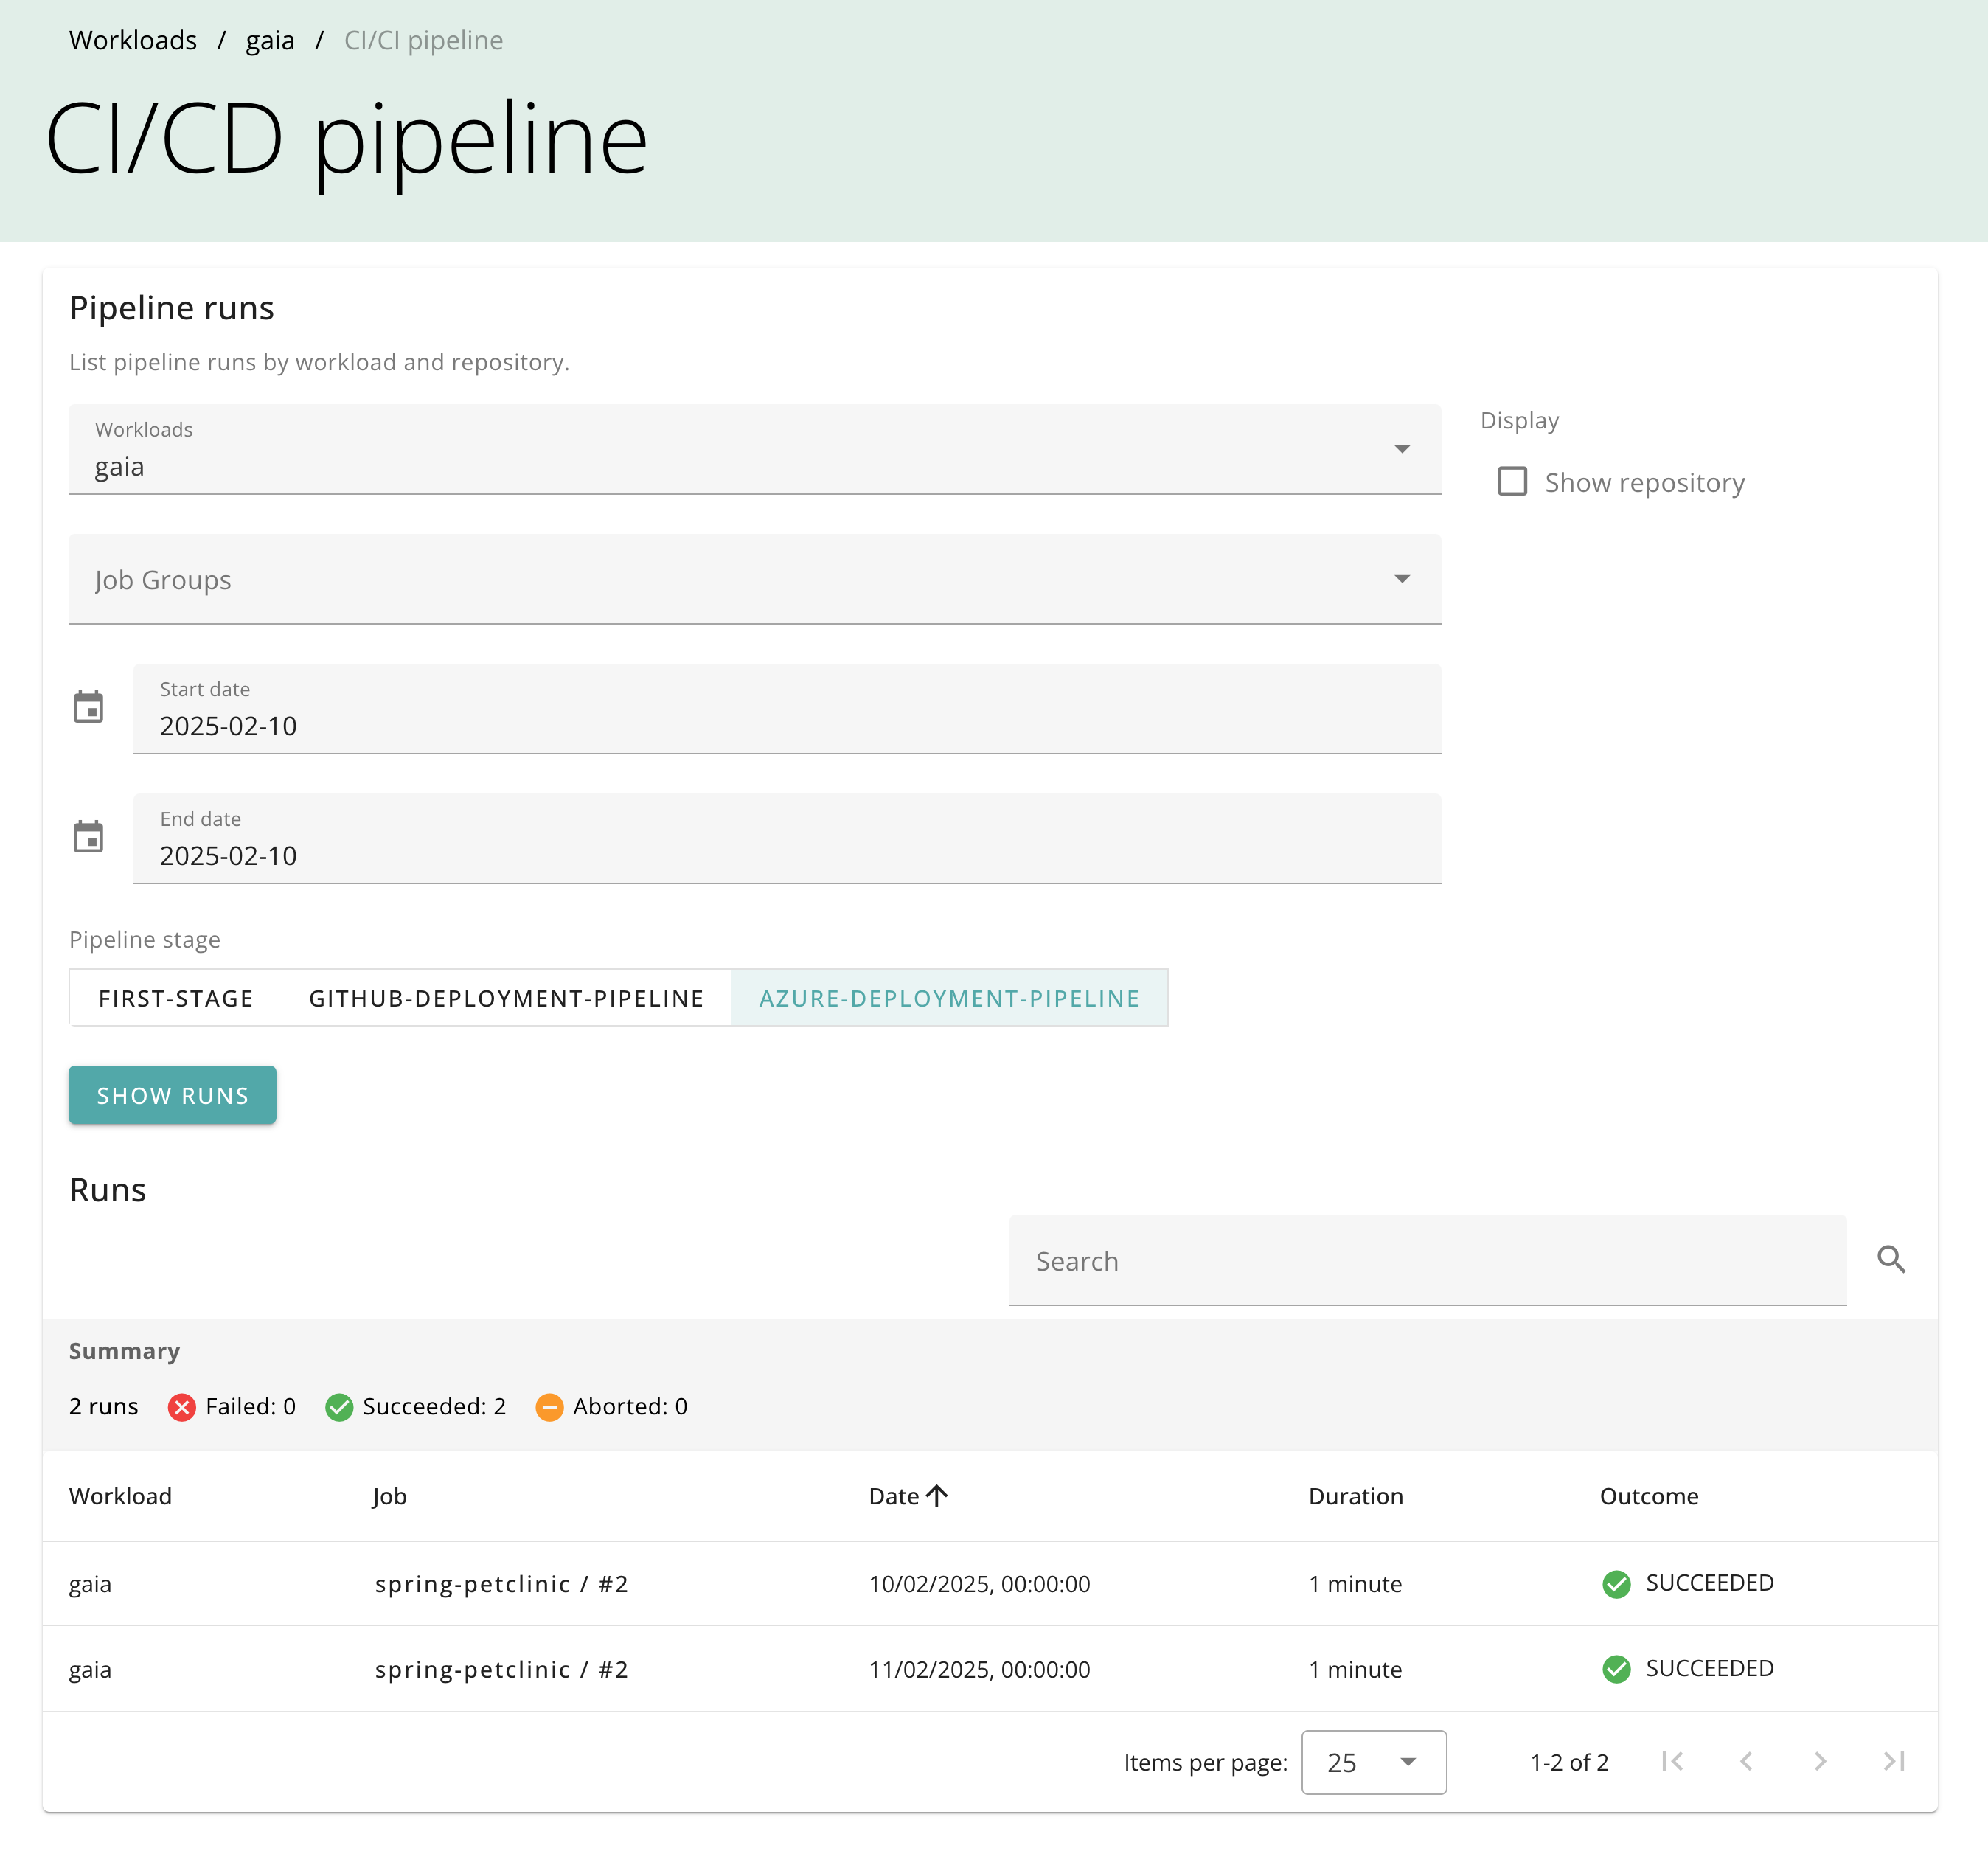 Workloads / gaia / CI/CI pipeline
CI/CD pipeline
Pipeline runs
List pipeline runs by workload and repository.
Workloads
gaia
Display
Show repository
Job Groups
Start date
2025-02-10
End date
2025-02-10
Pipeline stage
FIRST-STAGE GITHUB-DEPLOYMENT-PIPELINE AZURE-DEPLOYMENT-PIPELINE
SHOW RUNS
Runs
Search
Summary
2 runs Failed: 0 Succeeded: 2 Aborted: 0
Workload Job Date Duration Outcome
gaia spring-petclinic / #2 10/02/2025, 00:00:00 1 minute SUCCEEDED
gaia spring-petclinic / #2 11/02/2025, 00:00:00 1 minute SUCCEEDED
Items per page: 25 1-2 of 2